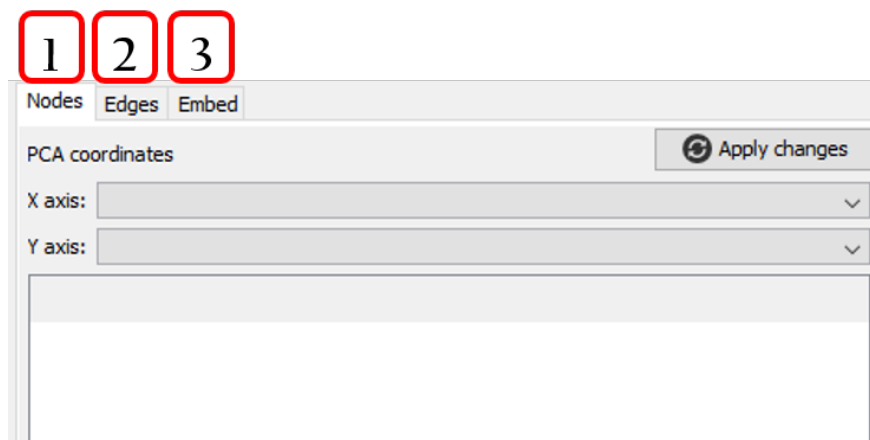 1 2 3
Nodes Edges Embed
PCA coordinates Apply changes
X axis:
Y axis: